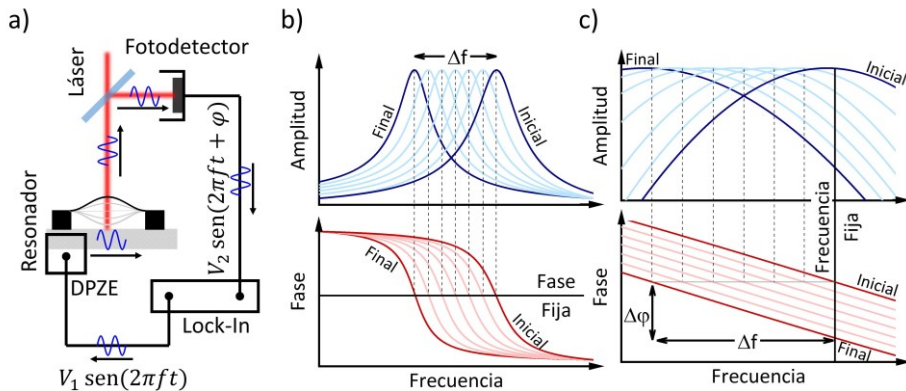 a)
Láser
Fotodetector
Resonador
DPZE
V₂ sen(2πft + φ)
Lock-In
V₁ sen(2πft)
b)
Δf
Amplitud
Final
Inicial
Fase
Final
Inicial
Fase
Fija
Frecuencia
c)
Final
Inicial
Amplitud
Frecuencia
Fija
Fase
Inicial
Δφ
Δf
Final
Frecuencia